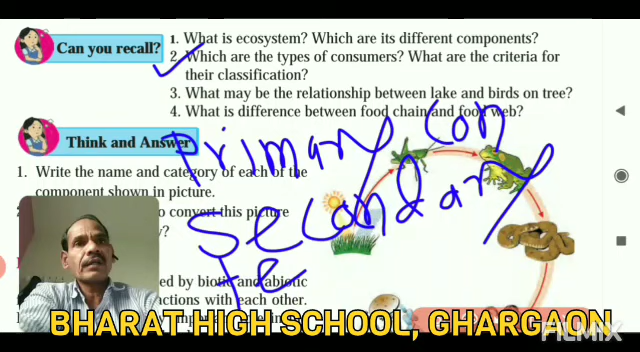 Can you recall?
1. What is ecosystem? Which are its different components?
2. Which are the types of consumers? What are the criteria for
their classification?
3. What may be the relationship between lake and birds on tree?
4. What is difference between food chain and food web?
Primary con
Think and Answer
1. Write the name and category of each of the
component shown in picture.
to convert this picture
Secondary
Te
ed by biotic and abiotic
actions with each other.
BHARAT HIGH SCHOOL, GHARGAON
FILMIX